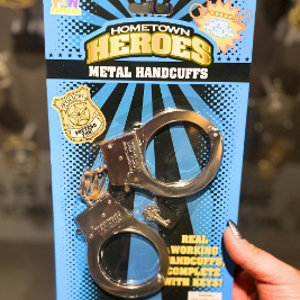 HOMETOWN
HEROES
METAL HANDCUFFS
REAL
WORKING
HANDCUFFS,
COMPLETE
WITH KEYS!